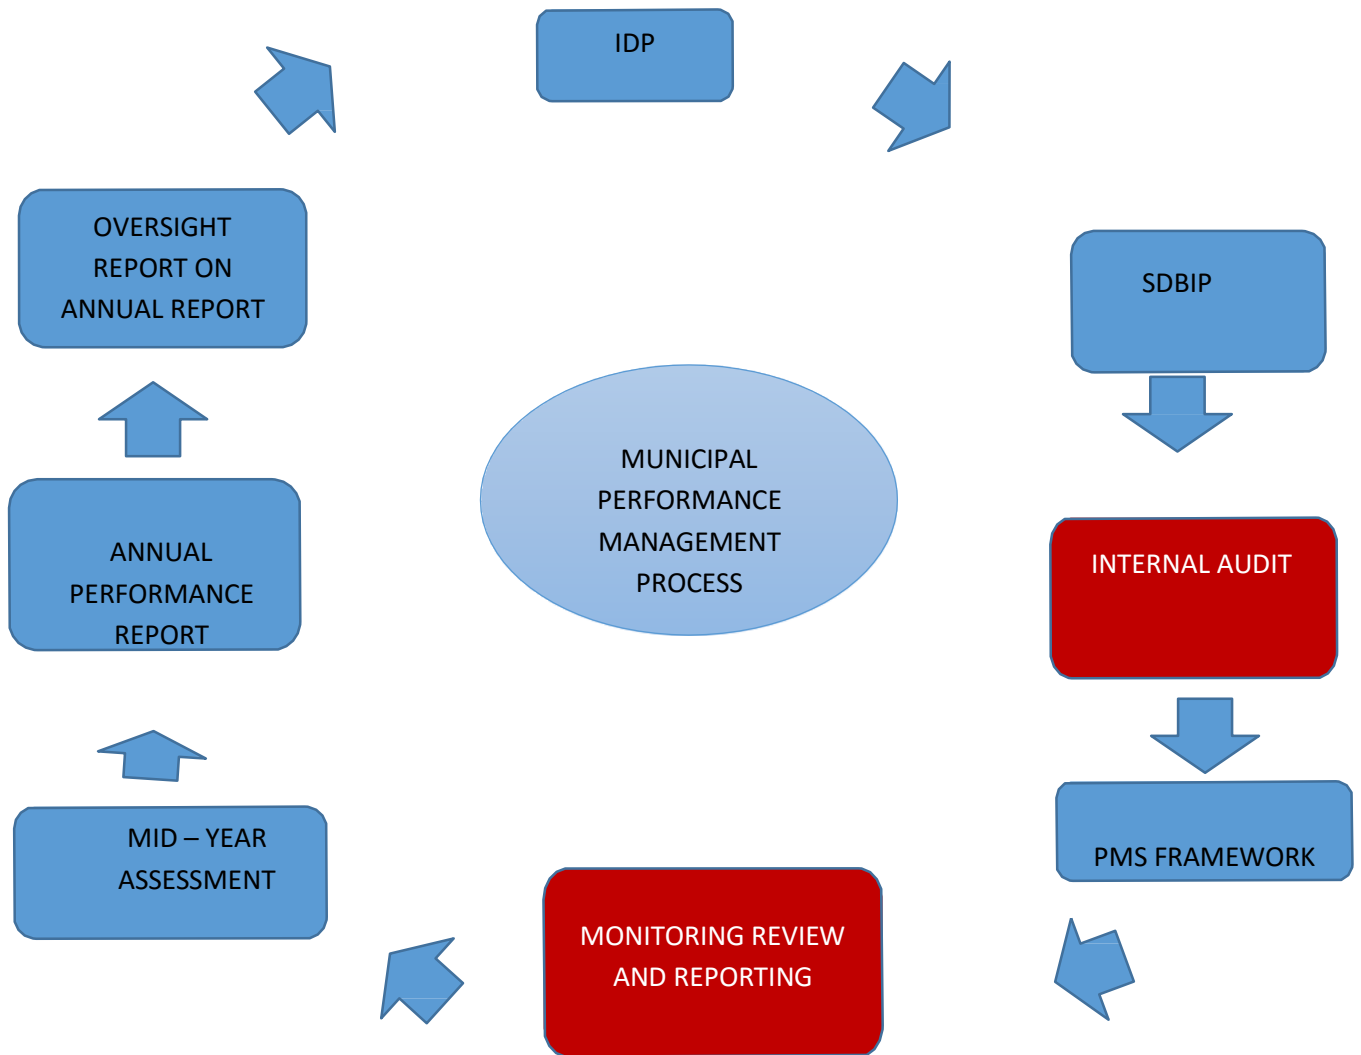 IDP
OVERSIGHT
REPORT ON
ANNUAL REPORT
SDBIP
MUNICIPAL
PERFORMANCE
MANAGEMENT
PROCESS
ANNUAL
PERFORMANCE
REPORT
INTERNAL AUDIT
MID – YEAR
ASSESSMENT
PMS FRAMEWORK
MONITORING REVIEW
AND REPORTING